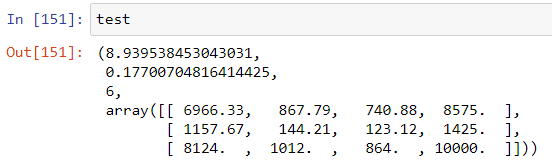 In [151]: test
Out[151]: (8.939538453043031,
0.17700704816414425,
6,
array([[ 6966.33,   867.79,   740.88,  8575.  ],
[ 1157.67,   144.21,   123.12,  1425.  ],
[ 8124.  ,  1012.  ,   864.  , 10000.  ]]))